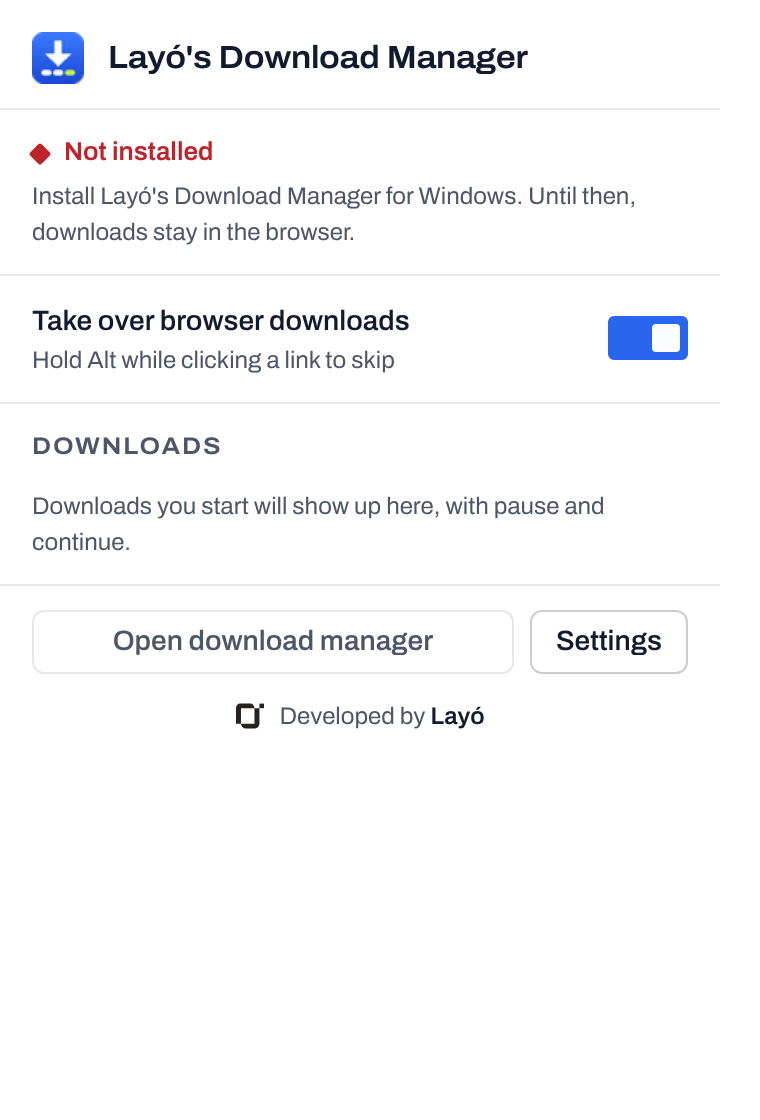 Layó's Download Manager
Not installed
Install Layó's Download Manager for Windows. Until then,
downloads stay in the browser.
Take over browser downloads
Hold Alt while clicking a link to skip
DOWNLOADS
Downloads you start will show up here, with pause and
continue.
Open download manager
Settings
Developed by Layó